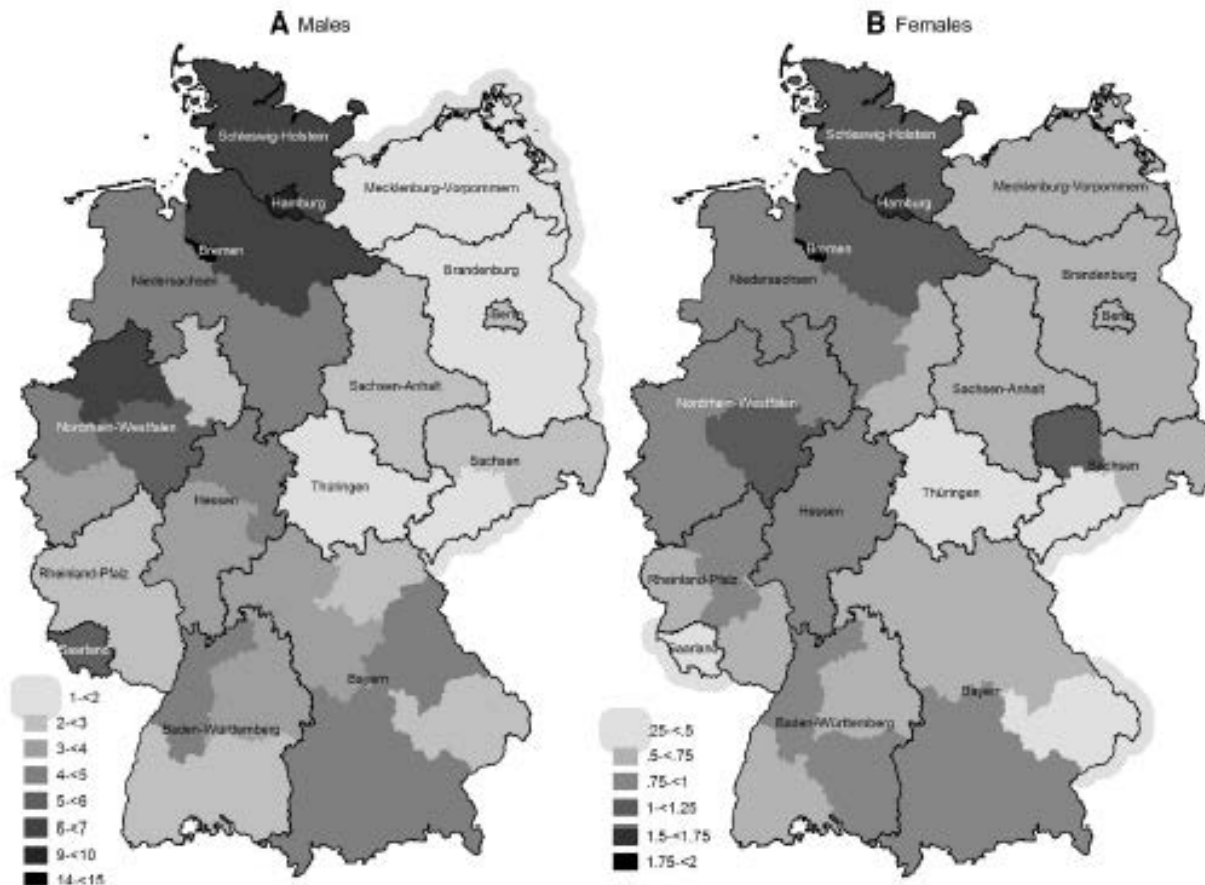 A Males
Schleswig-Holstein
Hamburg
Mecklenburg-Vorpommern
Bremen
Brandenburg
Niedersachsen
Berlin
Sachsen-Anhalt
Nordrhein-Westfalen
Sachsen
Thüringen
Hessen
Rheinland-Pfalz
Saarland
Bayern
Baden-Württemberg
1-<2
2-<3
3-<4
4-<5
5-<6
6-<7
9-<10
14-<15
B Females
Schleswig-Holstein
Hamburg
Mecklenburg-Vorpommern
Bremen
Brandenburg
Niedersachsen
Berlin
Sachsen-Anhalt
Nordrhein-Westfalen
Sachsen
Thüringen
Hessen
Rheinland-Pfalz
Saarland
Bayern
Baden-Württemberg
.25-<.5
.5-<.75
.75-<1
1-<1.25
1.5-<1.75
1.75-<2